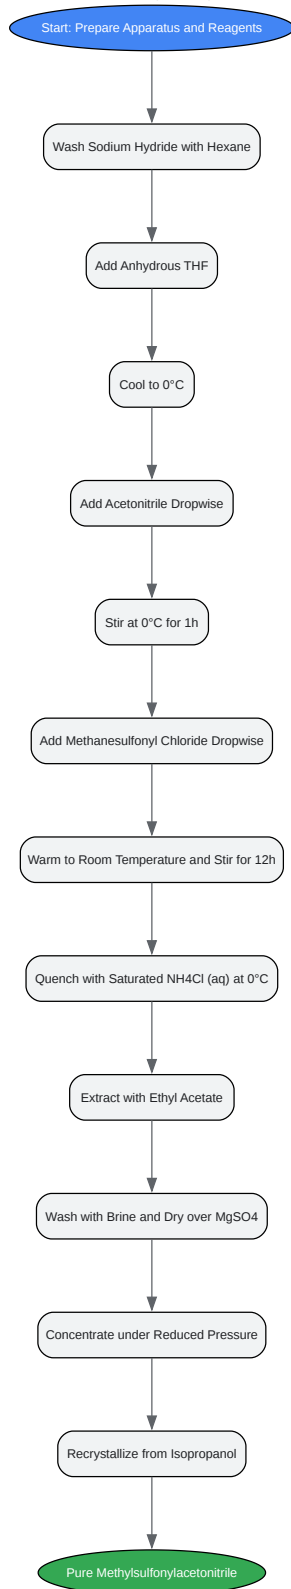 Start: Prepare Apparatus and Reagents
Wash Sodium Hydride with Hexane
Add Anhydrous THF
Cool to 0°C
Add Acetonitrile Dropwise
Stir at 0°C for 1h
Add Methanesulfonyl Chloride Dropwise
Warm to Room Temperature and Stir for 12h
Quench with Saturated NH4Cl (aq) at 0°C
Extract with Ethyl Acetate
Wash with Brine and Dry over MgSO4
Concentrate under Reduced Pressure
Recrystallize from Isopropanol
Pure Methylsulfonylacetonitrile